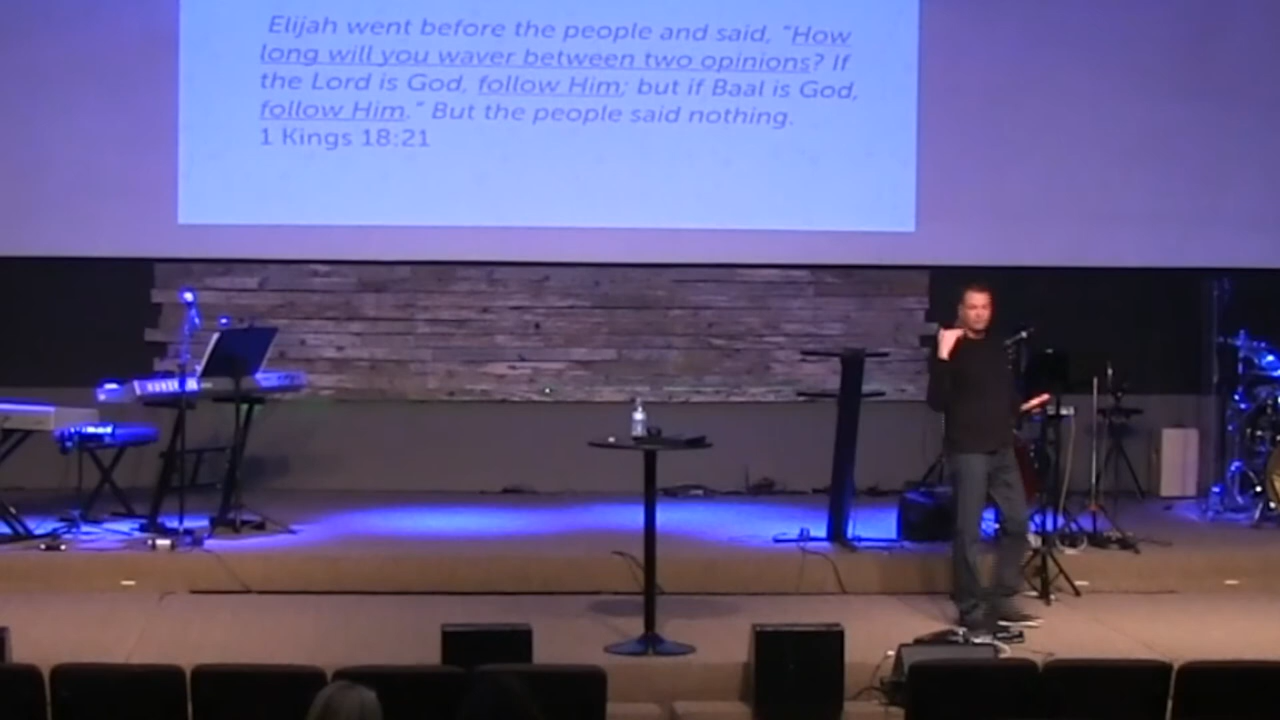 Elijah went before the people and said, "How
long will you waver between two opinions? If
the Lord is God, follow Him; but if Baal is God,
follow Him." But the people said nothing.
1 Kings 18:21